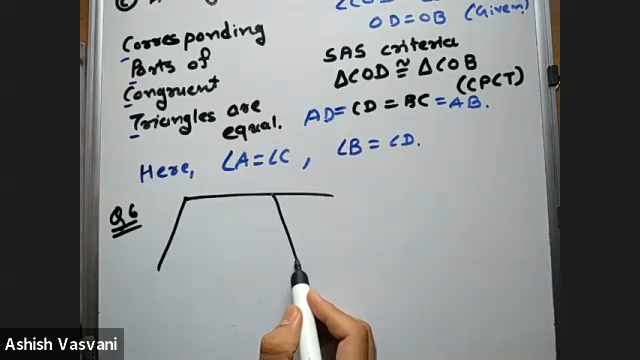 Corresponding
Parts of
Congruent
Triangles are
equal.
OD=OB (Given)
SAS criteria
ΔCOD ≅ ΔCOB
(CPCT)
AD= CD = BC =AB.
Here, ∠A=∠C , ∠B = ∠D.
Q6
Ashish Vasvani